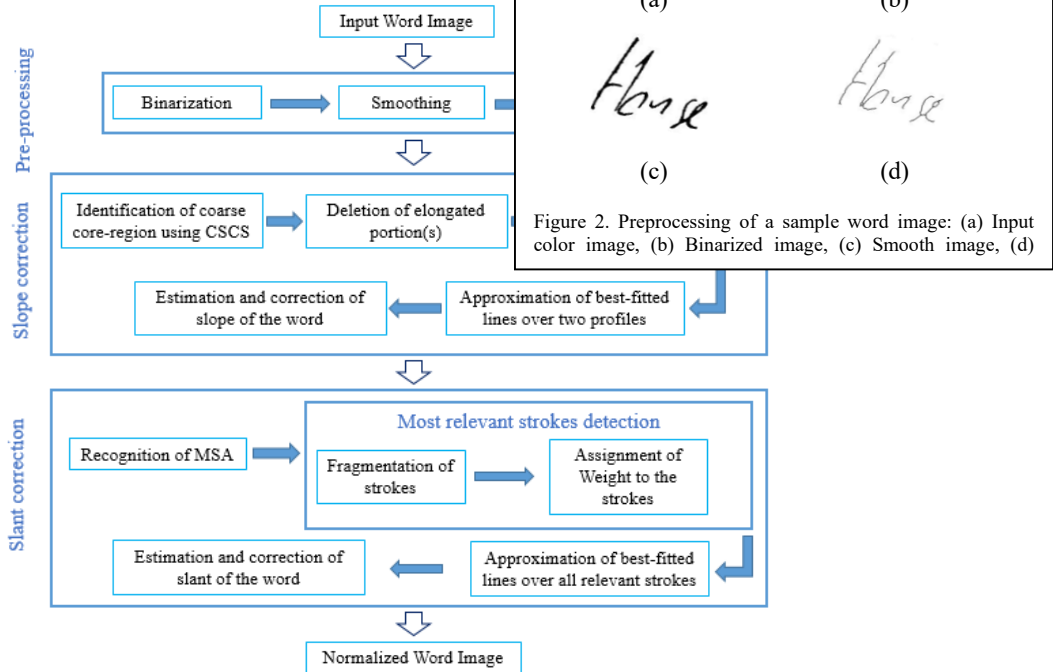 Input Word Image
(a) (b)
Pre-processing
Binarization Smoothing
House House
(c) (d)
Figure 2. Preprocessing of a sample word image: (a) Input
color image, (b) Binarized image, (c) Smooth image, (d)
Slope correction
Identification of coarse
core-region using CSCS
Deletion of elongated
portion(s)
Approximation of best-fitted
lines over two profiles
Estimation and correction of
slope of the word
Slant correction
Recognition of MSA
Most relevant strokes detection
Fragmentation of
strokes
Assignment of
Weight to the
strokes
Approximation of best-fitted
lines over all relevant strokes
Estimation and correction of
slant of the word
Normalized Word Image